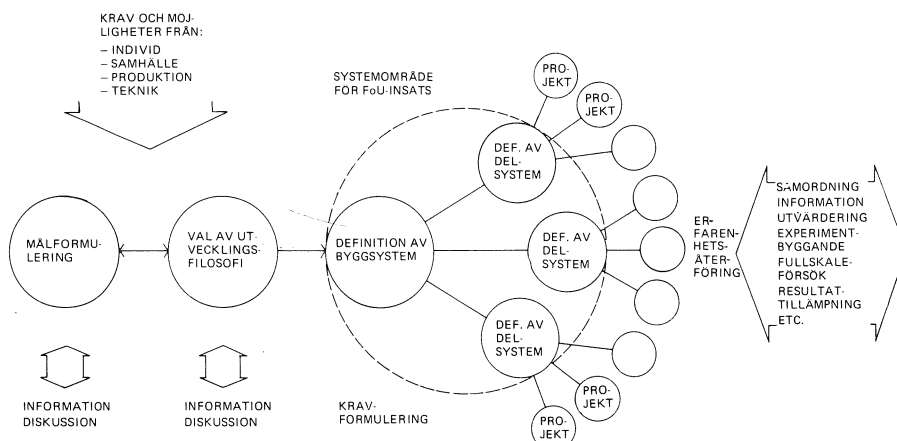 KRAV OCH MÖJ-
LIGHETER FRÅN:
– INDIVID
– SAMHÄLLE
– PRODUKTION
– TEKNIK
MÅLFORMU-
LERING
INFORMATION
DISKUSSION
VAL AV UT-
VECKLINGS-
FILOSOFI
INFORMATION
DISKUSSION
SYSTEMOMRÅDE
FÖR FoU-INSATS
DEFINITION AV
BYGGSYSTEM
KRAV-
FORMULERING
DEF. AV
DEL-
SYSTEM
PRO-
JEKT
PRO-
JEKT
DEF. AV
DEL-
SYSTEM
DEF. AV
DEL-
SYSTEM
PRO-
JEKT
PRO-
JEKT
ER-
FAREN-
HETS-
ÅTER-
FÖRING
SAMORDNING
INFORMATION
UTVÄRDERING
EXPERIMENT-
BYGGANDE
FULLSKALE-
FÖRSÖK
RESULTAT-
TILLÄMPNING
ETC.